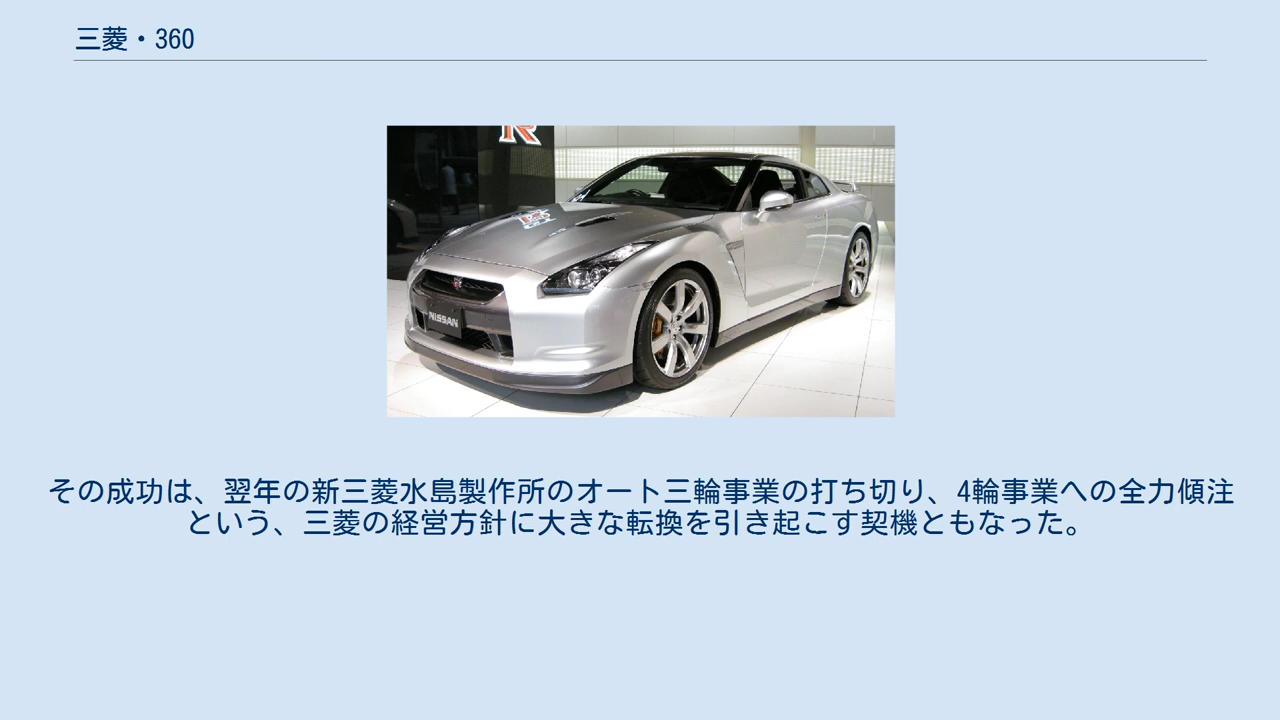 三菱・360
R
NISSAN
その成功は、翌年の新三菱水島製作所のオート三輪事業の打ち切り、4輪事業への全力傾注
という、三菱の経営方針に大きな転換を引き起こす契機ともなった。